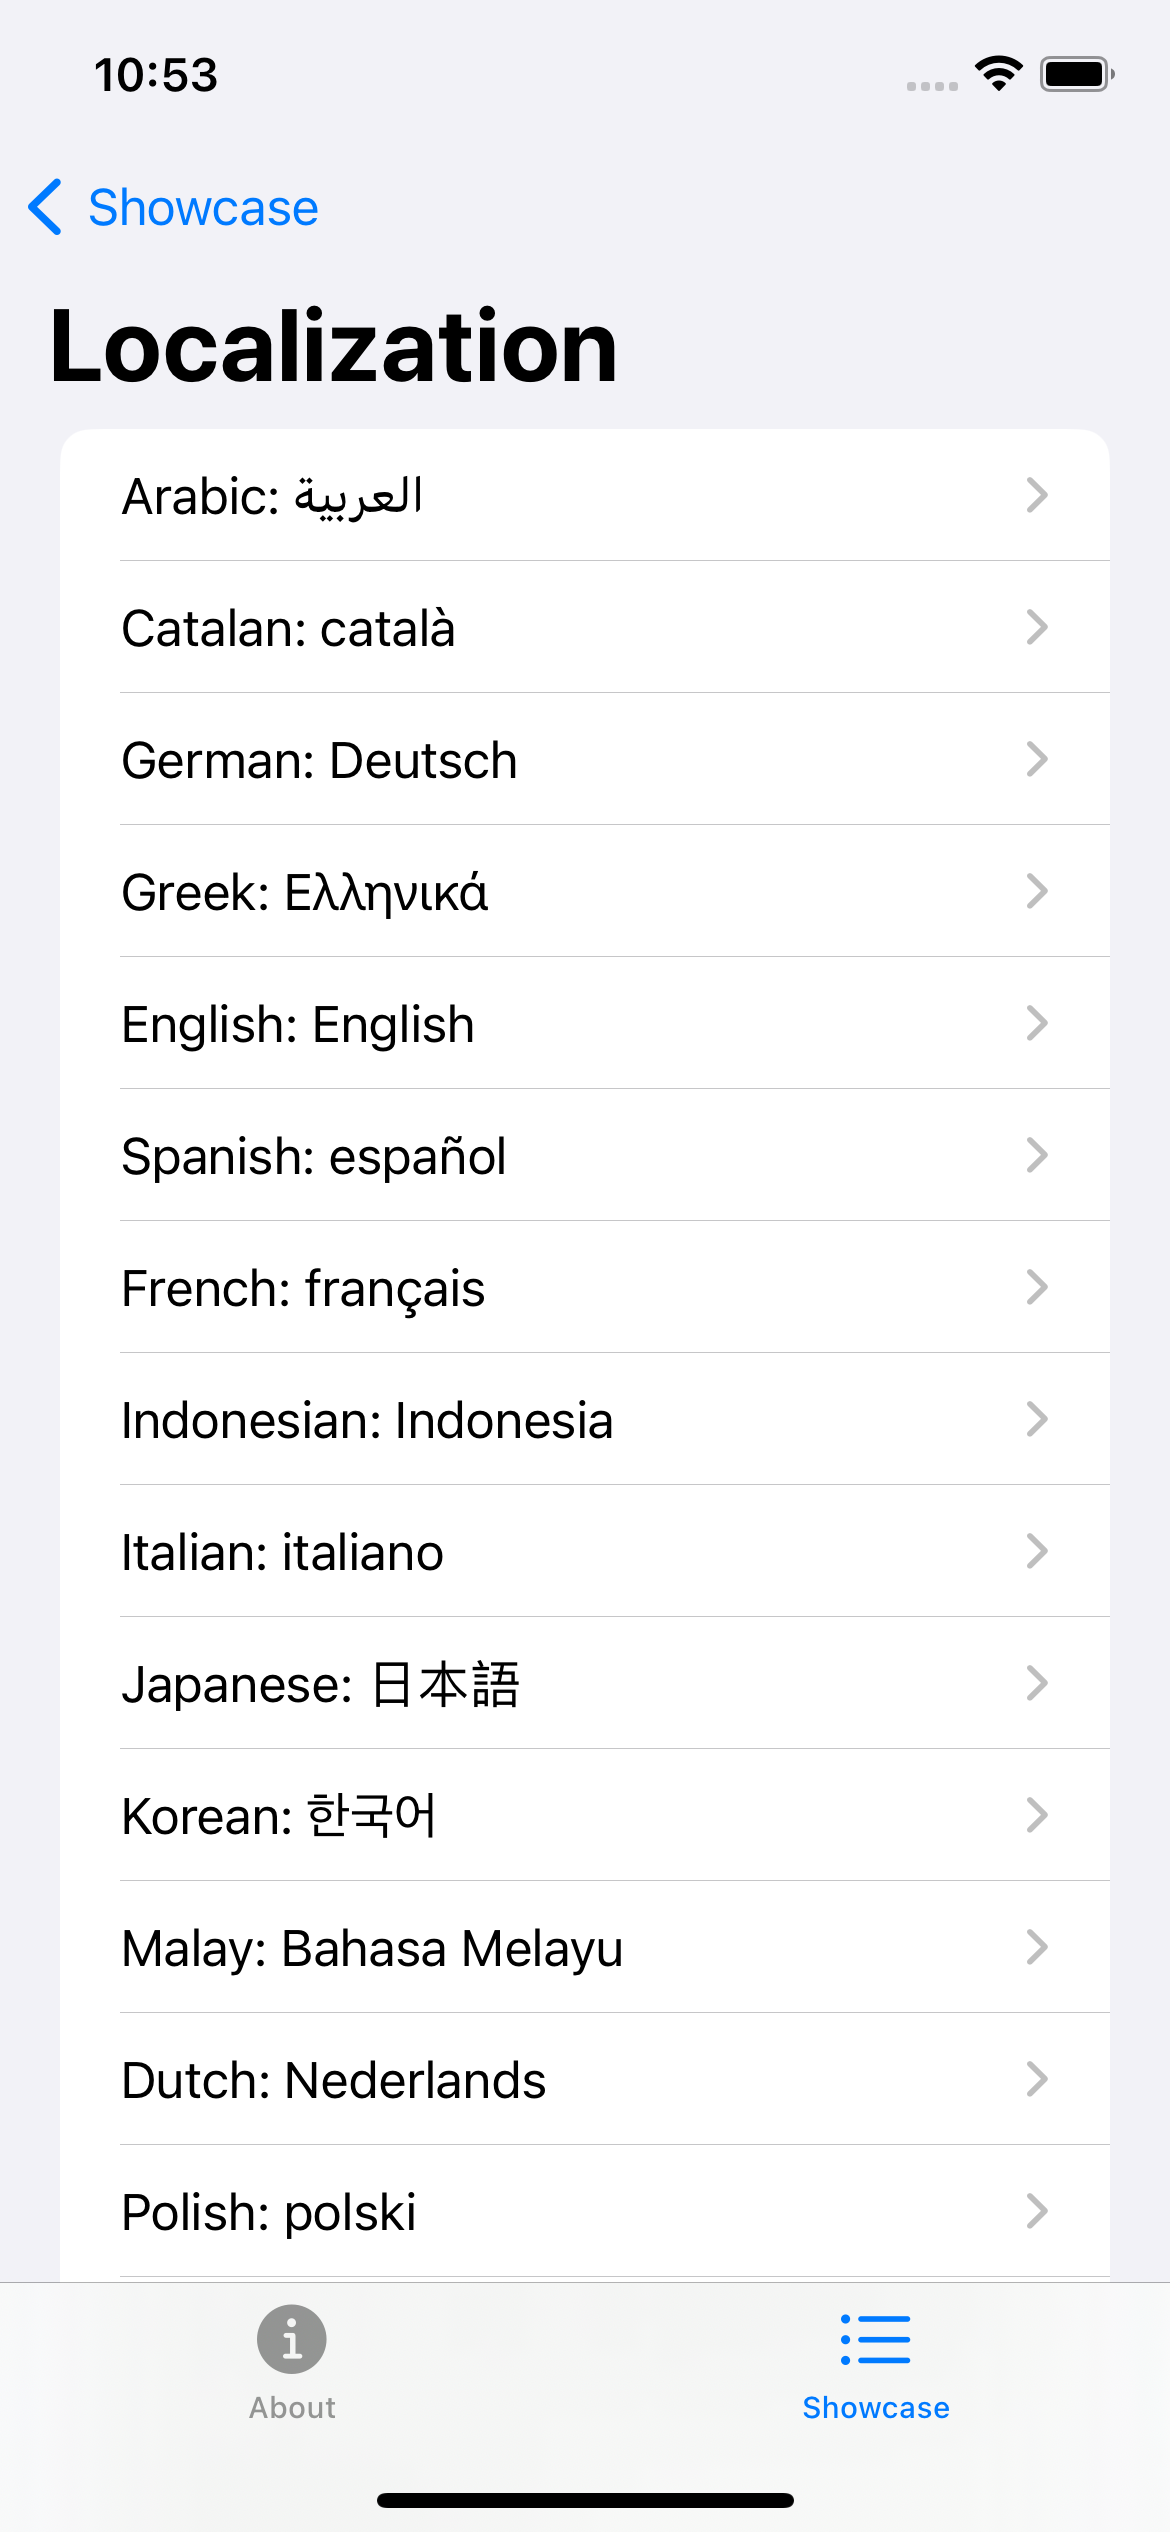 10:53
Showcase
Localization
Arabic: العربية
Catalan: català
German: Deutsch
Greek: Ελληνικά
English: English
Spanish: español
French: français
Indonesian: Indonesia
Italian: italiano
Japanese: 日本語
Korean: 한국어
Malay: Bahasa Melayu
Dutch: Nederlands
Polish: polski
About
Showcase